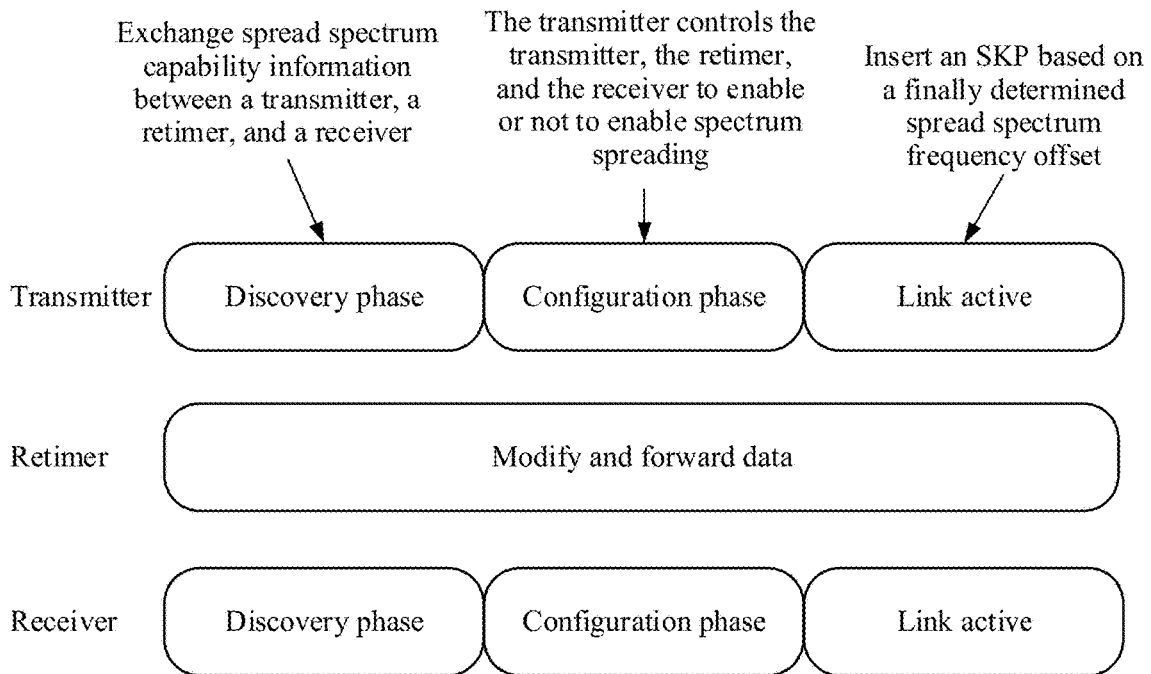 Exchange spread spectrum
capability information
between a transmitter, a
retimer, and a receiver
The transmitter controls the
transmitter, the retimer,
and the receiver to enable
or not to enable spectrum
spreading
Insert an SKP based on
a finally determined
spread spectrum
frequency offset
Transmitter
Discovery phase
Configuration phase
Link active
Retimer
Modify and forward data
Receiver
Discovery phase
Configuration phase
Link active